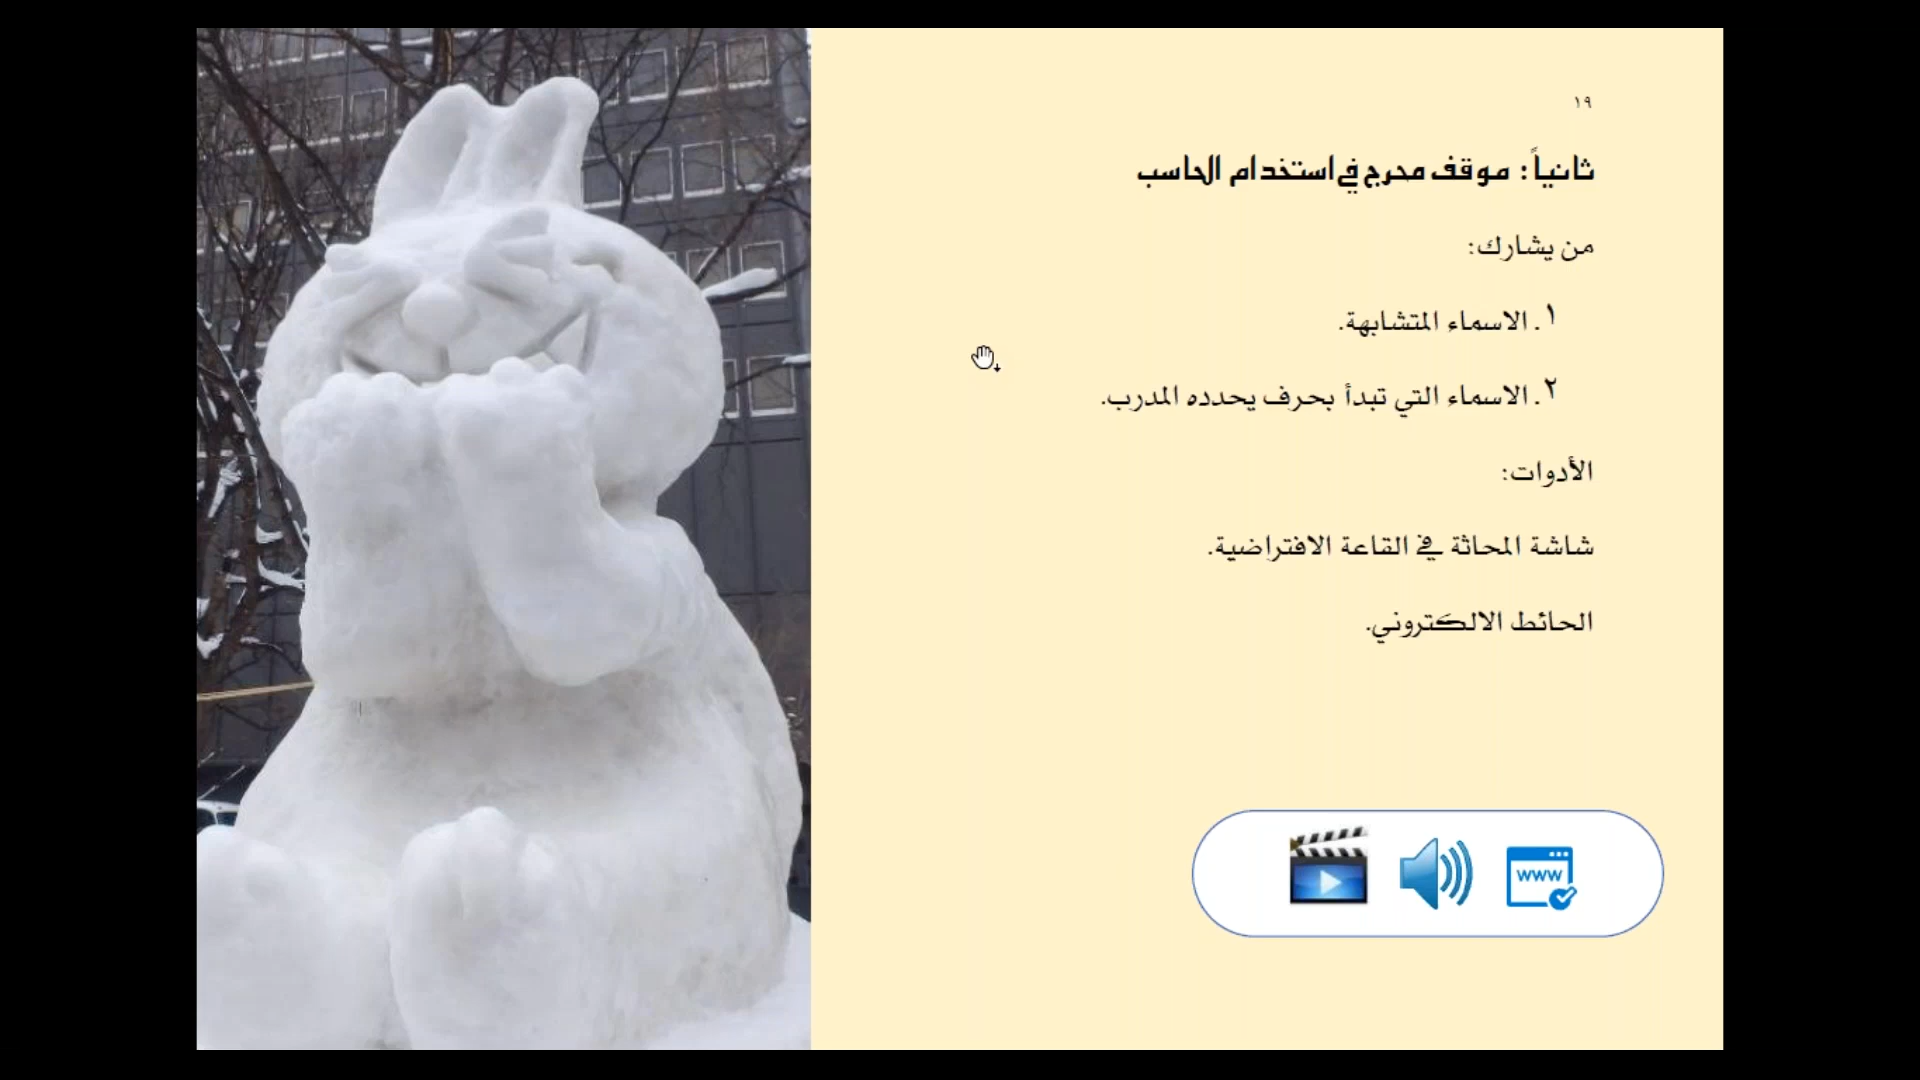 ١٩
ثانياً: موقف محرج في استخدام الحاسب
من يشارك:
١. الاسماء المتشابهة.
٢. الاسماء التي تبدأ بحرف يحدده المدرب.
الأدوات:
شاشة المحاثة في القاعة الافتراضية.
الحائط الالكتروني.
www